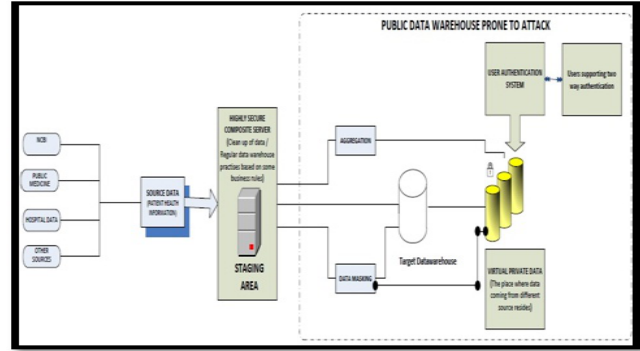 PUBLIC DATA WAREHOUSE PRONE TO ATTACK
USER AUTHENTICATION
SYSTEM
Users supporting two
way authentication
HIGHLY SECURE
COMPOSITE SERVER
(Clean up of data /
Regular data warehouse
practises based on some
business rules)
STAGING
AREA
NCBI
PUBLIC
MEDICINE
HOSPITAL DATA
OTHER
SOURCES
SOURCE DATA
(PATIENT HEALTH
INFORMATION)
AGGREGATION
Target Datawarehouse
DATA MASKING
VIRTUAL PRIVATE DATA
(The place where data
coming from different
source resides)